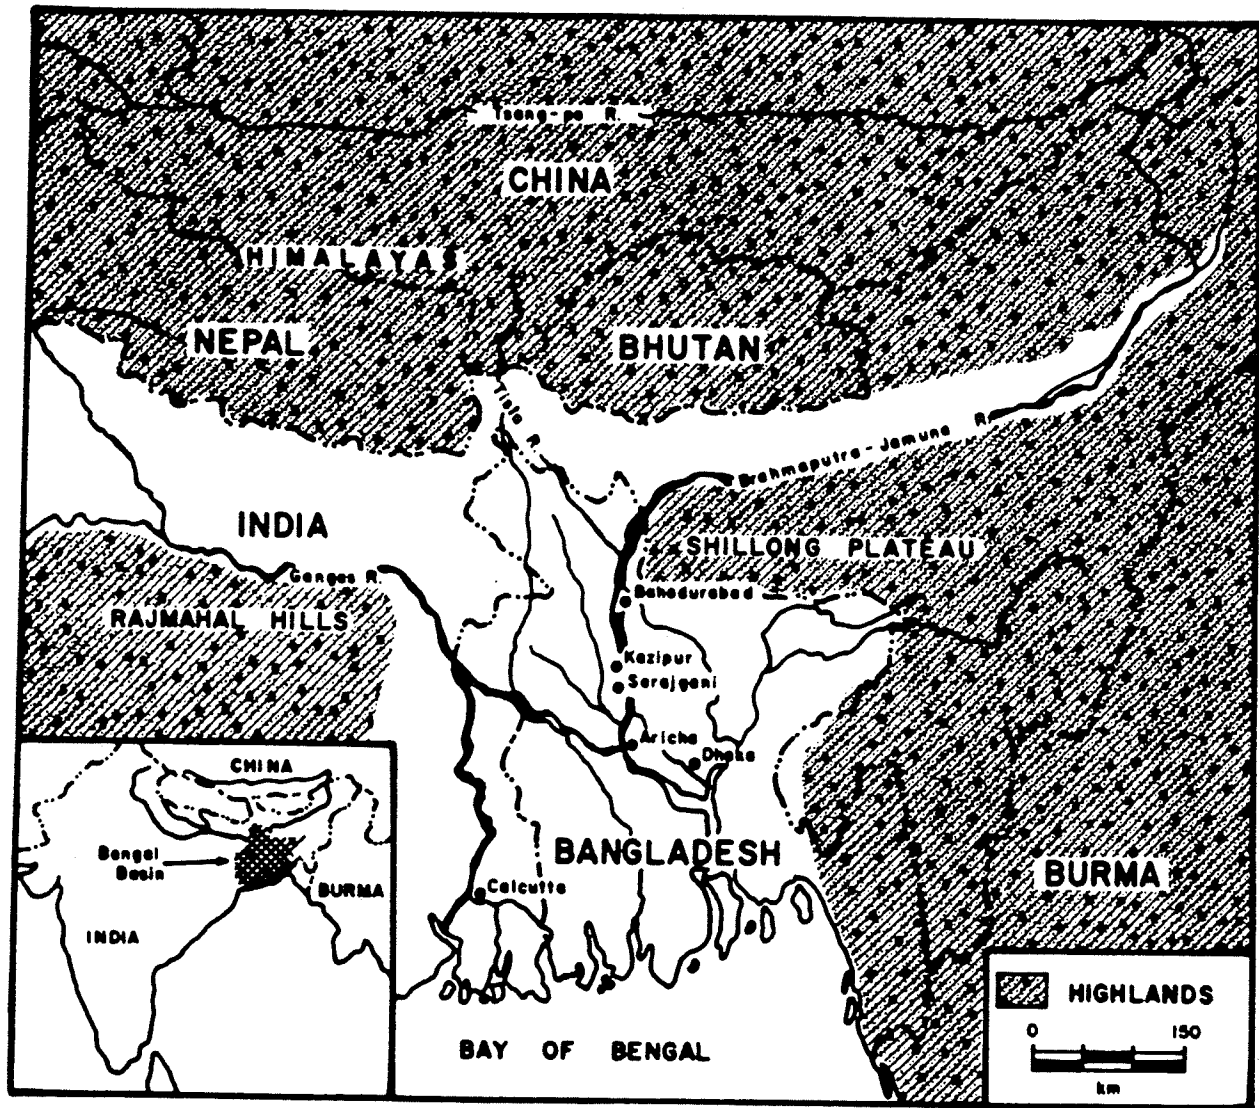 Tsang-po R.
CHINA
HIMALAYAS
NEPAL
BHUTAN
Tista R.
Brahmaputra-Jamuna R.
INDIA
SHILLONG PLATEAU
Ganges R.
Bahadurabad
RAJMAHAL HILLS
Kazipur
Serajganj
Aricha
Dhaka
CHINA
Bengal
Basin
BURMA
INDIA
BANGLADESH
BURMA
Calcutta
HIGHLANDS
0 150
km
BAY OF BENGAL